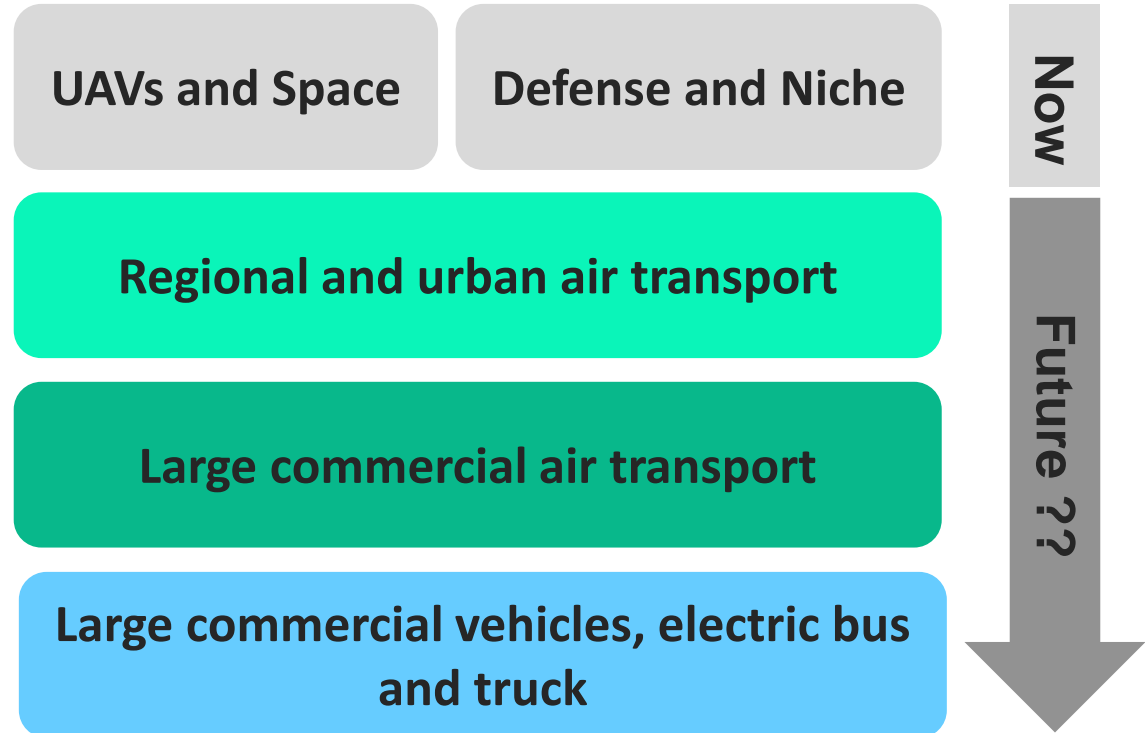 UAVs and Space
Defense and Niche
Now
Regional and urban air transport
Large commercial air transport
Large commercial vehicles, electric bus
and truck
Future ??